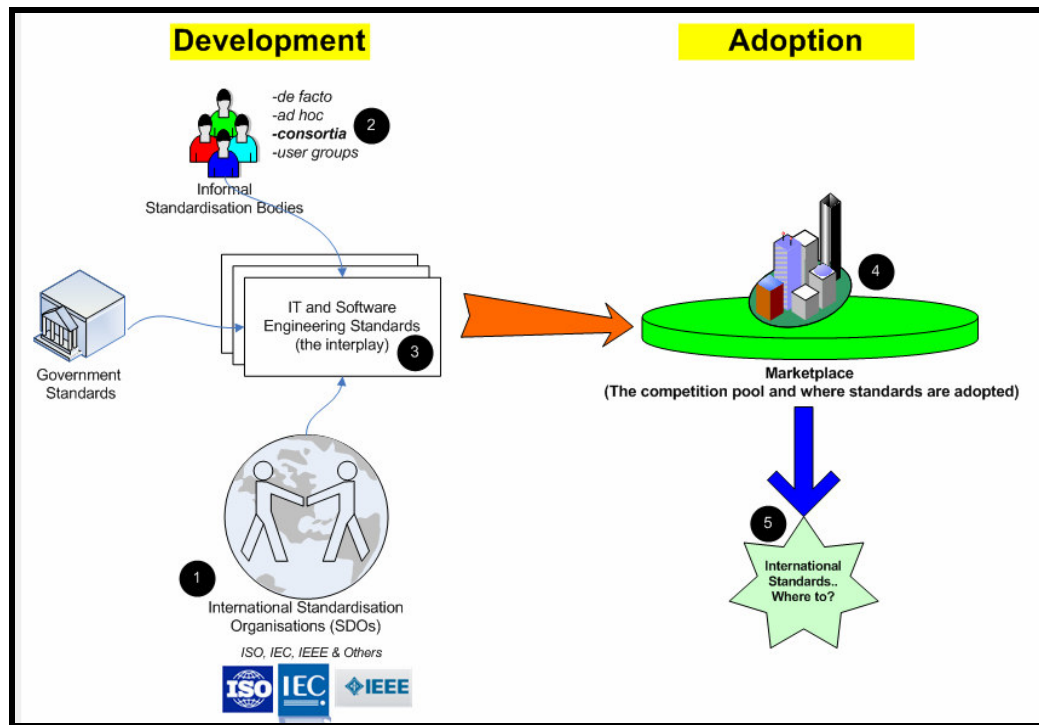 Development
Adoption
-de facto
-ad hoc
-consortia
-user groups
2
Informal
Standardisation Bodies
IT and Software
Engineering Standards
(the interplay)
3
Government
Standards
4
Marketplace
(The competition pool and where standards are adopted)
1
International Standardisation
Organisations (SDOs)
ISO, IEC, IEEE & Others
ISO
IEC
IEEE
5
International
Standards..
Where to?